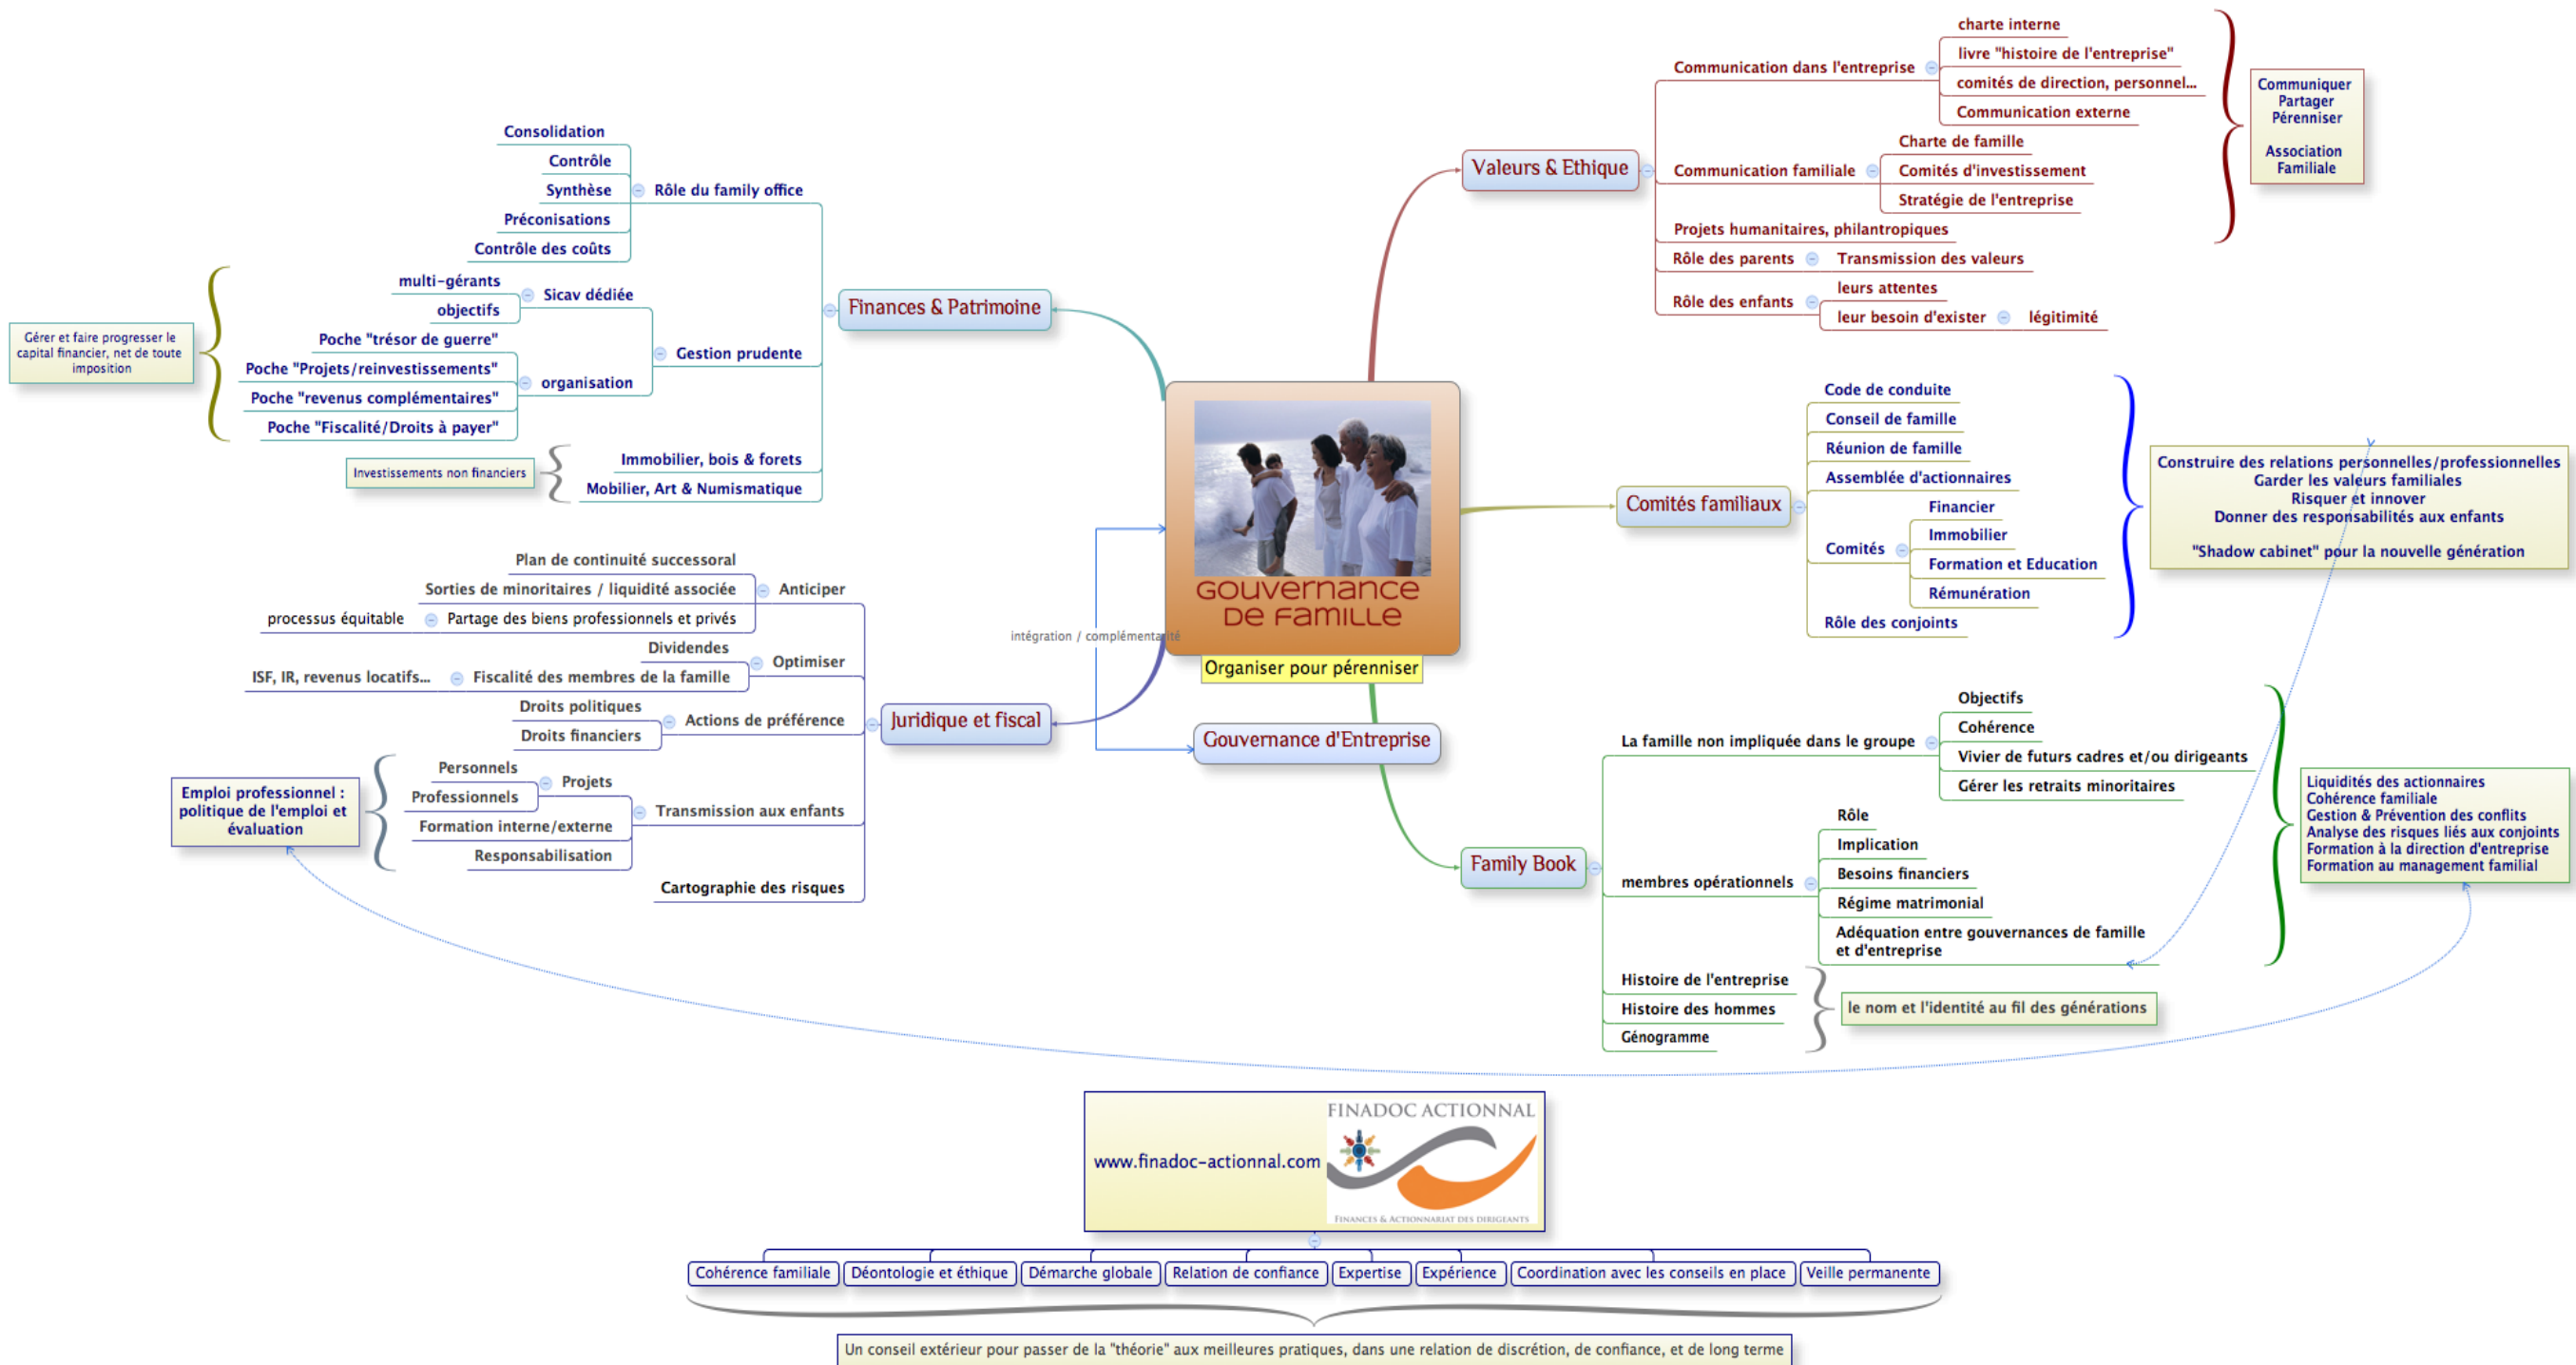 GOUVERNANCE
DE FAMILLE
Organiser pour pérenniser
Valeurs & Ethique
Communication dans l'entreprise
charte interne
livre "histoire de l'entreprise"
comités de direction, personnel...
Communication externe
Communication familiale
Charte de famille
Comités d'investissement
Stratégie de l'entreprise
Projets humanitaires, philantropiques
Rôle des parents
Transmission des valeurs
Rôle des enfants
leurs attentes
leur besoin d'exister
légitimité
Communiquer
Partager
Pérenniser
Association
Familiale
Comités familiaux
Code de conduite
Conseil de famille
Réunion de famille
Assemblée d'actionnaires
Comités
Financier
Immobilier
Formation et Education
Rémunération
Rôle des conjoints
Construire des relations personnelles/professionnelles
Garder les valeurs familiales
Risquer et innover
Donner des responsabilités aux enfants
"Shadow cabinet" pour la nouvelle génération
Family Book
La famille non impliquée dans le groupe
Objectifs
Cohérence
Vivier de futurs cadres et/ou dirigeants
Gérer les retraits minoritaires
membres opérationnels
Rôle
Implication
Besoins financiers
Régime matrimonial
Adéquation entre gouvernances de famille
et d'entreprise
Histoire de l'entreprise
Histoire des hommes
Génogramme
le nom et l'identité au fil des générations
Liquidités des actionnaires
Cohérence familiale
Gestion & Prévention des conflits
Analyse des risques liés aux conjoints
Formation à la direction d'entreprise
Formation au management familial
Gouvernance d'Entreprise
intégration / complémentarité
Finances & Patrimoine
Rôle du family office
Consolidation
Contrôle
Synthèse
Préconisations
Contrôle des coûts
Gestion prudente
Sicav dédiée
multi-gérants
objectifs
organisation
Poche "trésor de guerre"
Poche "Projets/reinvestissements"
Poche "revenus complémentaires"
Poche "Fiscalité/Droits à payer"
Gérer et faire progresser le
capital financier, net de toute
imposition
Immobilier, bois & forets
Mobilier, Art & Numismatique
Investissements non financiers
Juridique et fiscal
Anticiper
Plan de continuité successoral
Sorties de minoritaires / liquidité associée
Partage des biens professionnels et privés
processus équitable
Optimiser
Dividendes
Fiscalité des membres de la famille
ISF, IR, revenus locatifs...
Actions de préférence
Droits politiques
Droits financiers
Transmission aux enfants
Projets
Personnels
Professionnels
Formation interne/externe
Responsabilisation
Emploi professionnel :
politique de l'emploi et
évaluation
Cartographie des risques
www.finadoc-actionnal.com
FINADOC ACTIONNAL
FINANCES & ACTIONNARIAT DES DIRIGEANTS
Cohérence familiale
Déontologie et éthique
Démarche globale
Relation de confiance
Expertise
Expérience
Coordination avec les conseils en place
Veille permanente
Un conseil extérieur pour passer de la "théorie" aux meilleures pratiques, dans une relation de discrétion, de confiance, et de long terme